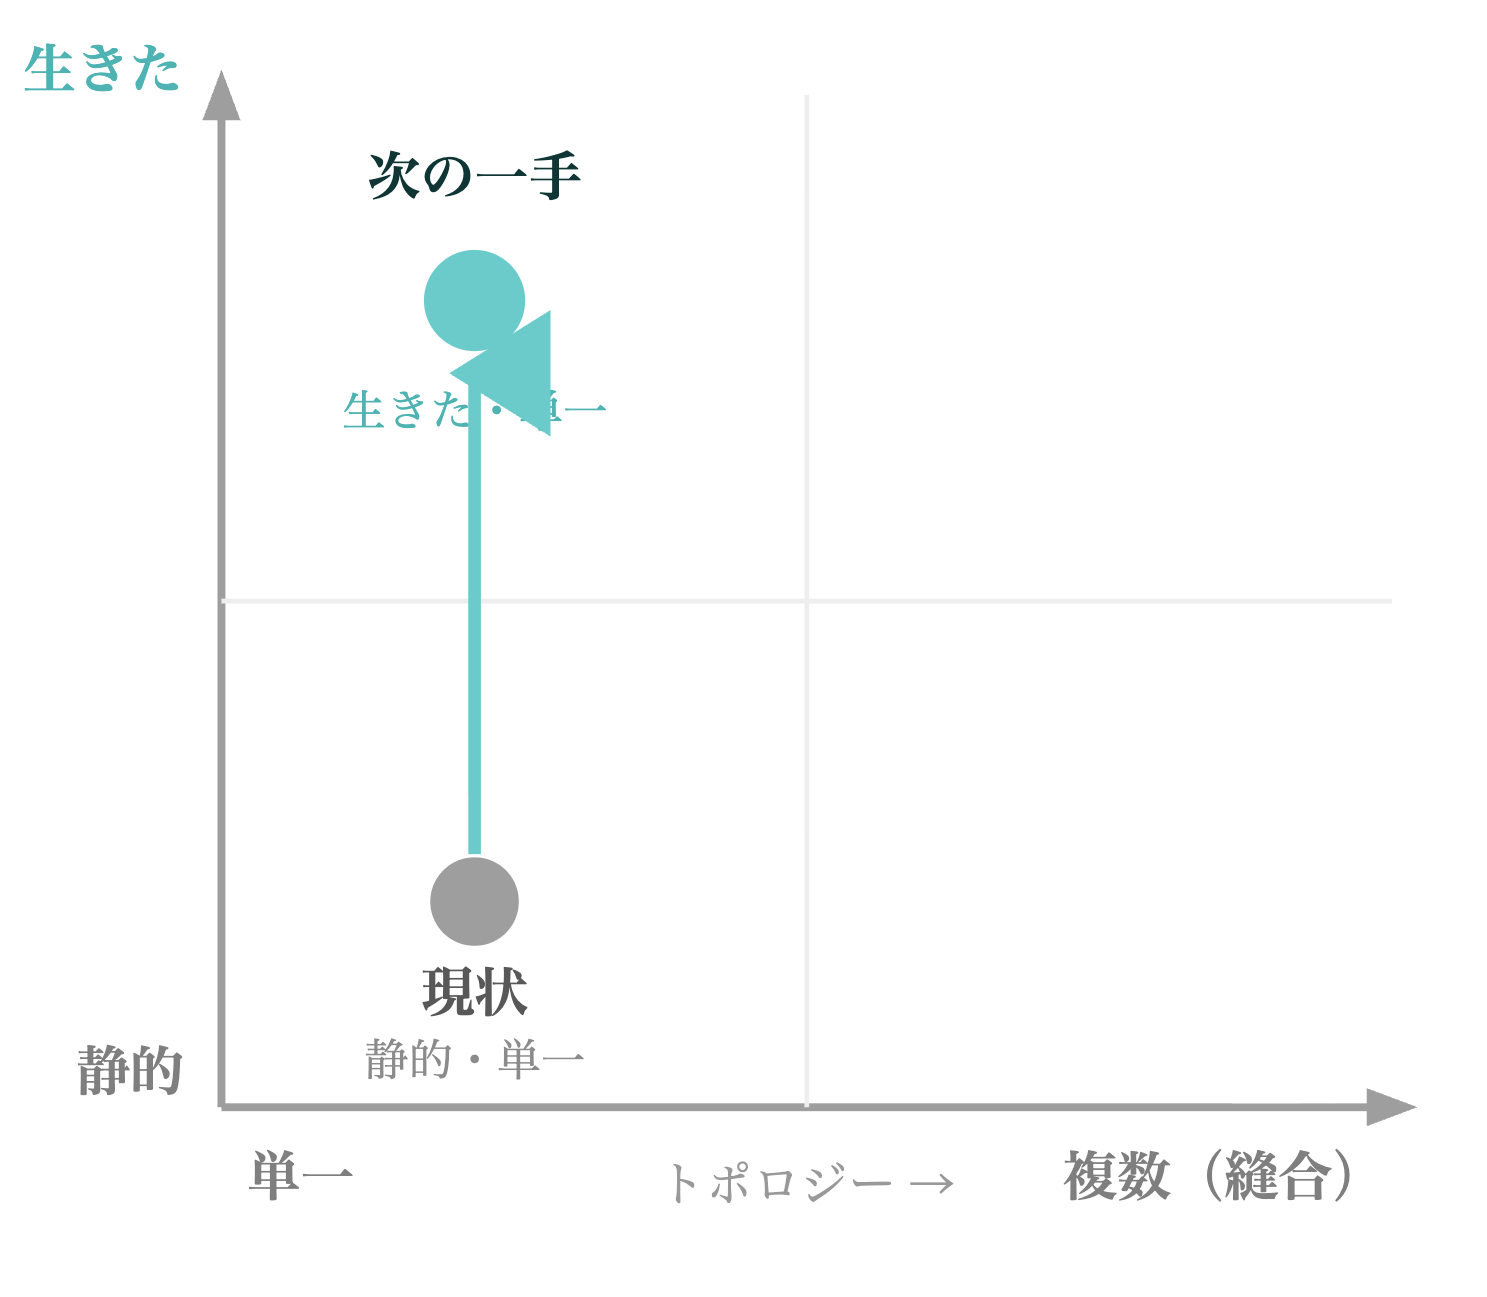 生きた
次の一手
生きた・単一
現状
静的・単一
静的
単一
トポロジー →
複数（縫合）